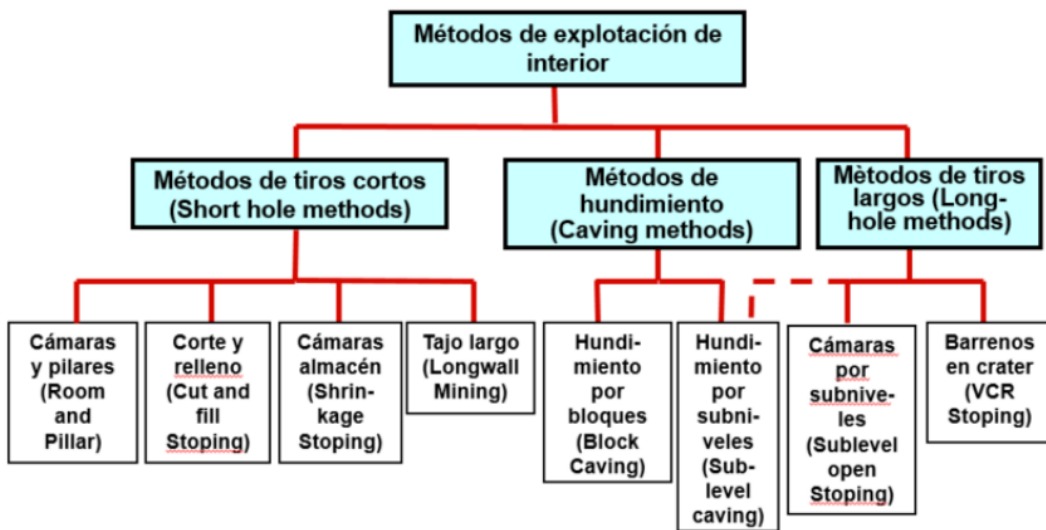 Métodos de explotación de
interior
Métodos de tiros cortos
(Short hole methods)
Métodos de
hundimiento
(Caving methods)
Mètodos de tiros
largos (Long-
hole methods)
Cámaras
y pilares
(Room
and
Pillar)
Corte y
relleno
(Cut and
fill
Stoping)
Cámaras
almacén
(Shrin-
kage
Stoping)
Tajo largo
(Longwall
Mining)
Hundi-
miento
por
bloques
(Block
Caving)
Hundi-
miento
por
subni-
veles
(Sub-
level
caving)
Cámaras
por
subnive-
les
(Sublevel
open
Stoping)
Barrenos
en crater
(VCR
Stoping)